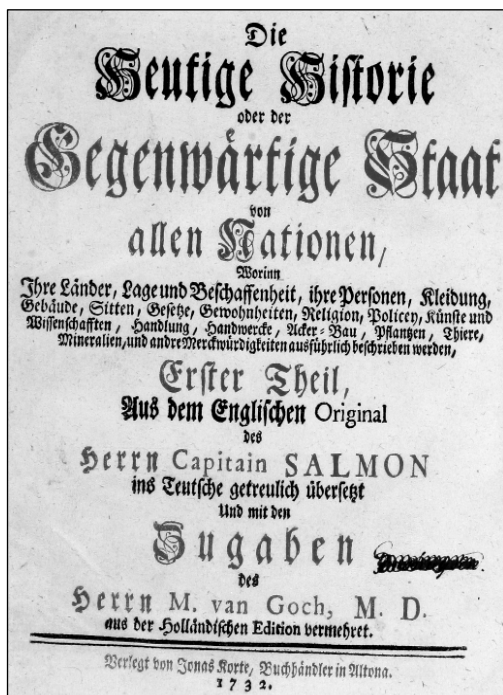 Die
Heutige Historie
oder der
Gegenwärtige Staat
von
allen Nationen,
Worinn
Ihre Länder, Lage und Beschaffenheit, ihre Personen, Kleidung,
Gebäude, Sitten, Gesetze, Gewohnheiten, Religion, Policey, Künste und
Wissenschafften, Handlung, Handwercke, Acker-Bau, Pflantzen, Thiere,
Mineralien, und andre Merckwürdigkeiten ausführlich beschrieben werden,
Erster Theil,
Aus dem Englischen Original
des
Herrn Capitain SALMON
ins Teutsche getreulich übersetzt
Und mit den
Zugaben
des
Herrn M. van Goch, M. D.
aus der Holländischen Edition vermehret.
Verlegt von Jonas Korte, Buchhändler in Altona.
1732.